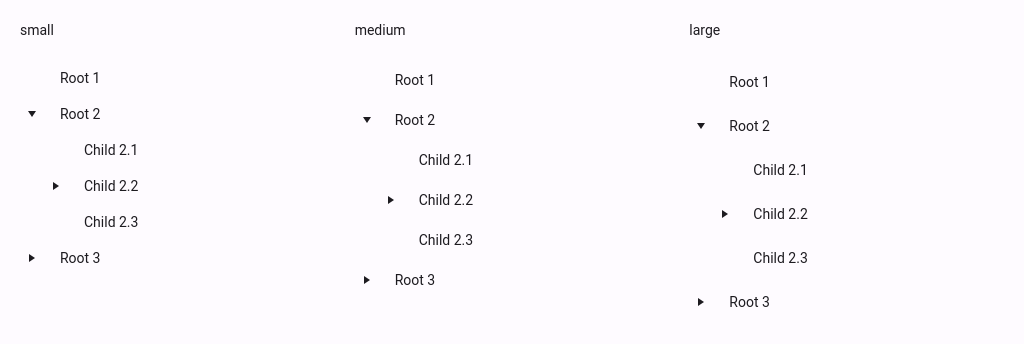 small
Root 1
Root 2
Child 2.1
Child 2.2
Child 2.3
Root 3
medium
Root 1
Root 2
Child 2.1
Child 2.2
Child 2.3
Root 3
large
Root 1
Root 2
Child 2.1
Child 2.2
Child 2.3
Root 3